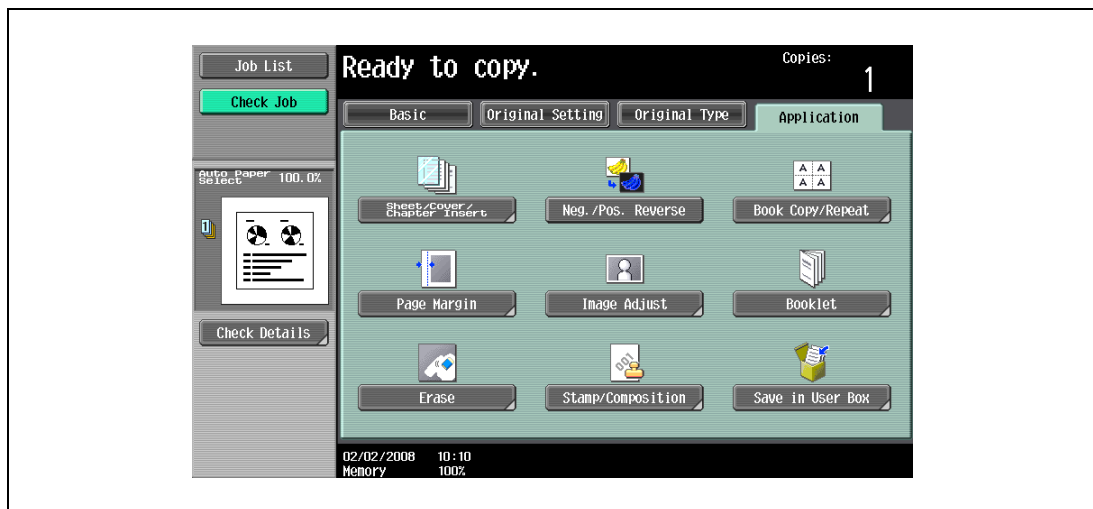 Job List
Check Job
Ready to copy.
Copies:
1
Basic
Original Setting
Original Type
Application
Auto Paper
Select
100.0%
1
Sheet/Cover/
Chapter Insert
Neg./Pos. Reverse
A A
A A
Book Copy/Repeat
Page Margin
Image Adjust
Booklet
Check Details
Erase
001
Stamp/Composition
Save in User Box
02/02/2008 10:10
Memory 100%